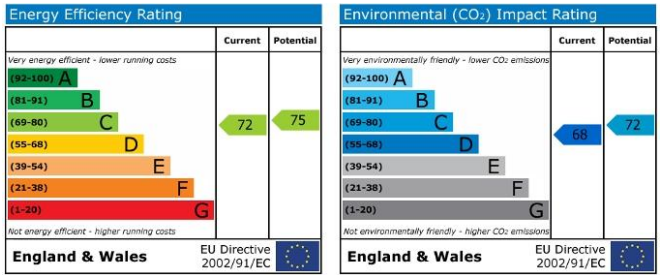 Energy Efficiency Rating
Current Potential
Very energy efficient - lower running costs
(92-100) A
(81-91) B
(69-80) C
(55-68) D
(39-54) E
(21-38) F
(1-20) G
72
75
Not energy efficient - higher running costs
England & Wales
EU Directive
2002/91/EC
Environmental (CO₂) Impact Rating
Current Potential
Very environmentally friendly - lower CO₂ emissions
(92-100) A
(81-91) B
(69-80) C
(55-68) D
(39-54) E
(21-38) F
(1-20) G
68
72
Not environmentally friendly - higher CO₂ emissions
England & Wales
EU Directive
2002/91/EC